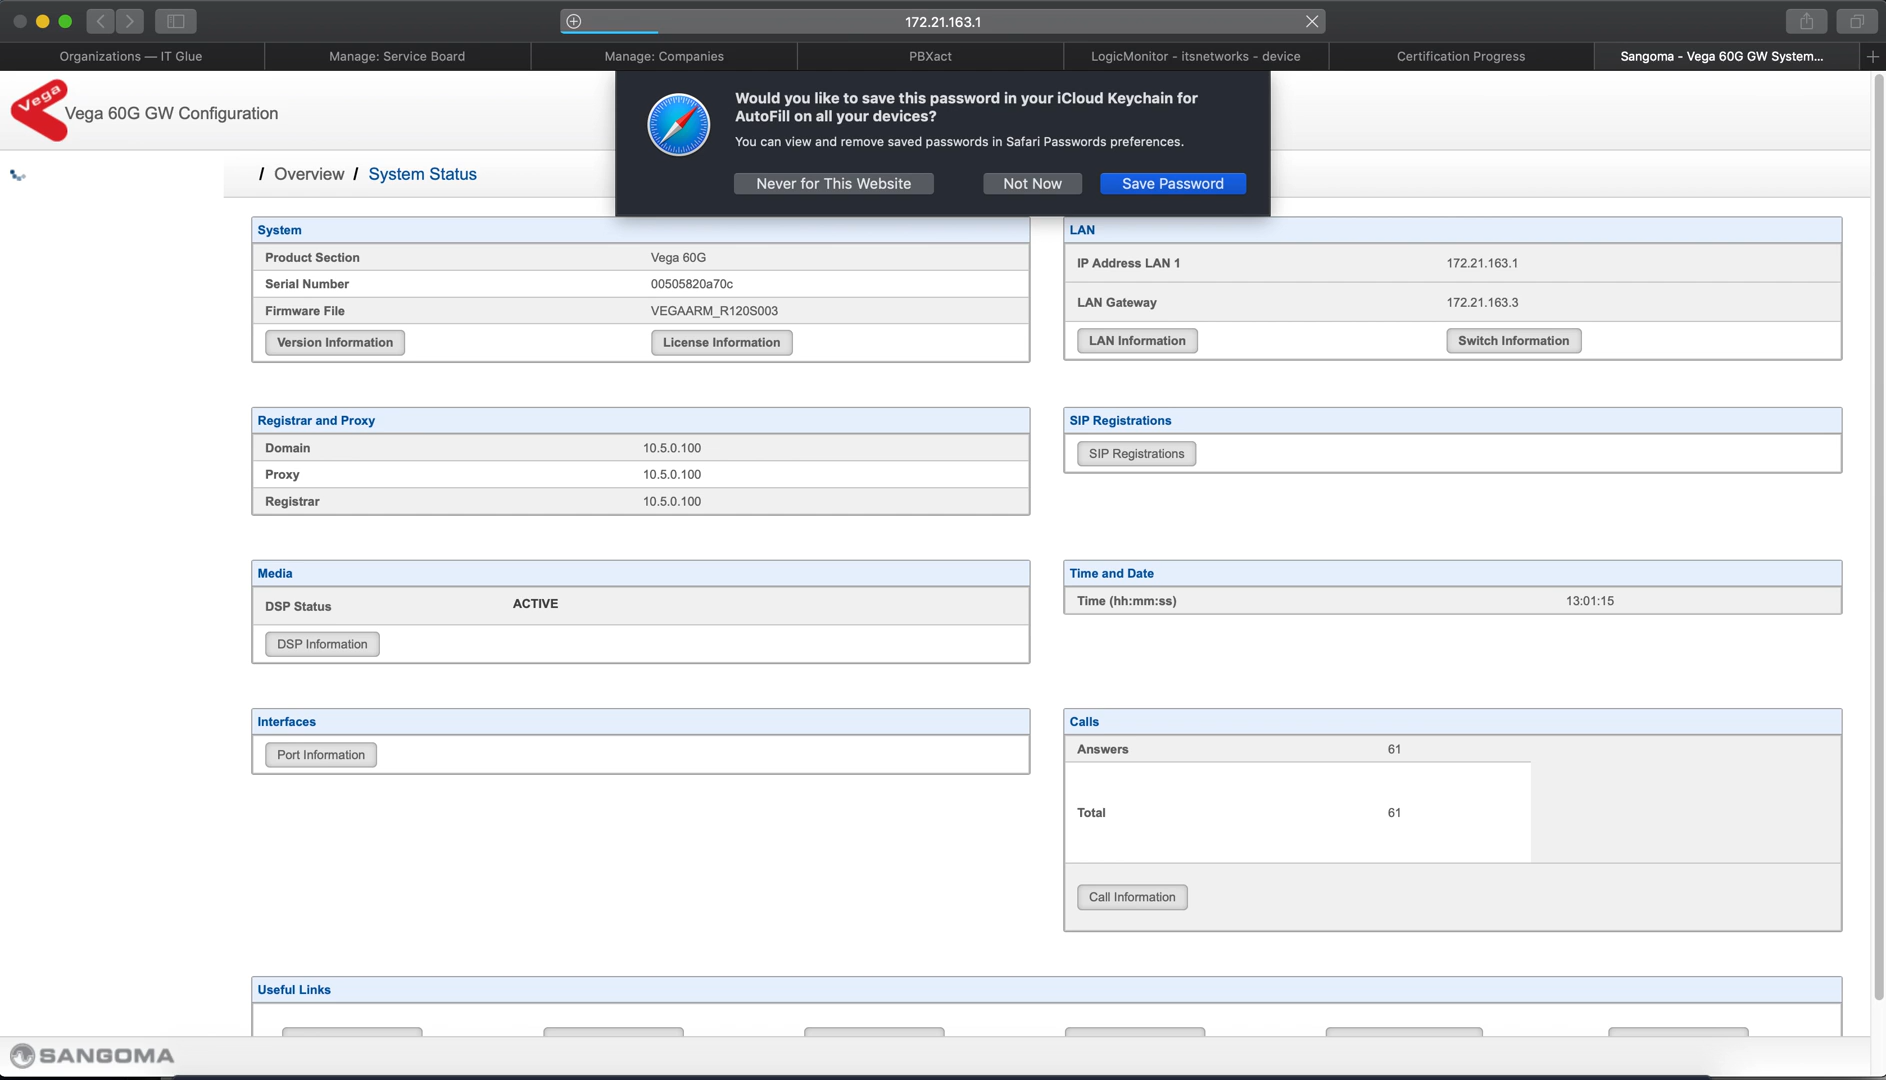 172.21.163.1
Organizations — IT Glue
Manage: Service Board
Manage: Companies
PBXact
LogicMonitor - itsnetworks - device
Certification Progress
Sangoma - Vega 60G GW System...
Vega
Vega 60G GW Configuration
Would you like to save this password in your iCloud Keychain for
AutoFill on all your devices?
You can view and remove saved passwords in Safari Passwords preferences.
Never for This Website
Not Now
Save Password
/ Overview / System Status
System
Product Section Vega 60G
Serial Number 00505820a70c
Firmware File VEGAARM_R120S003
Version Information
License Information
LAN
IP Address LAN 1 172.21.163.1
LAN Gateway 172.21.163.3
LAN Information
Switch Information
Registrar and Proxy
Domain 10.5.0.100
Proxy 10.5.0.100
Registrar 10.5.0.100
SIP Registrations
SIP Registrations
Media
DSP Status ACTIVE
DSP Information
Time and Date
Time (hh:mm:ss) 13:01:15
Interfaces
Port Information
Calls
Answers 61
Total 61
Call Information
Useful Links
SANGOMA